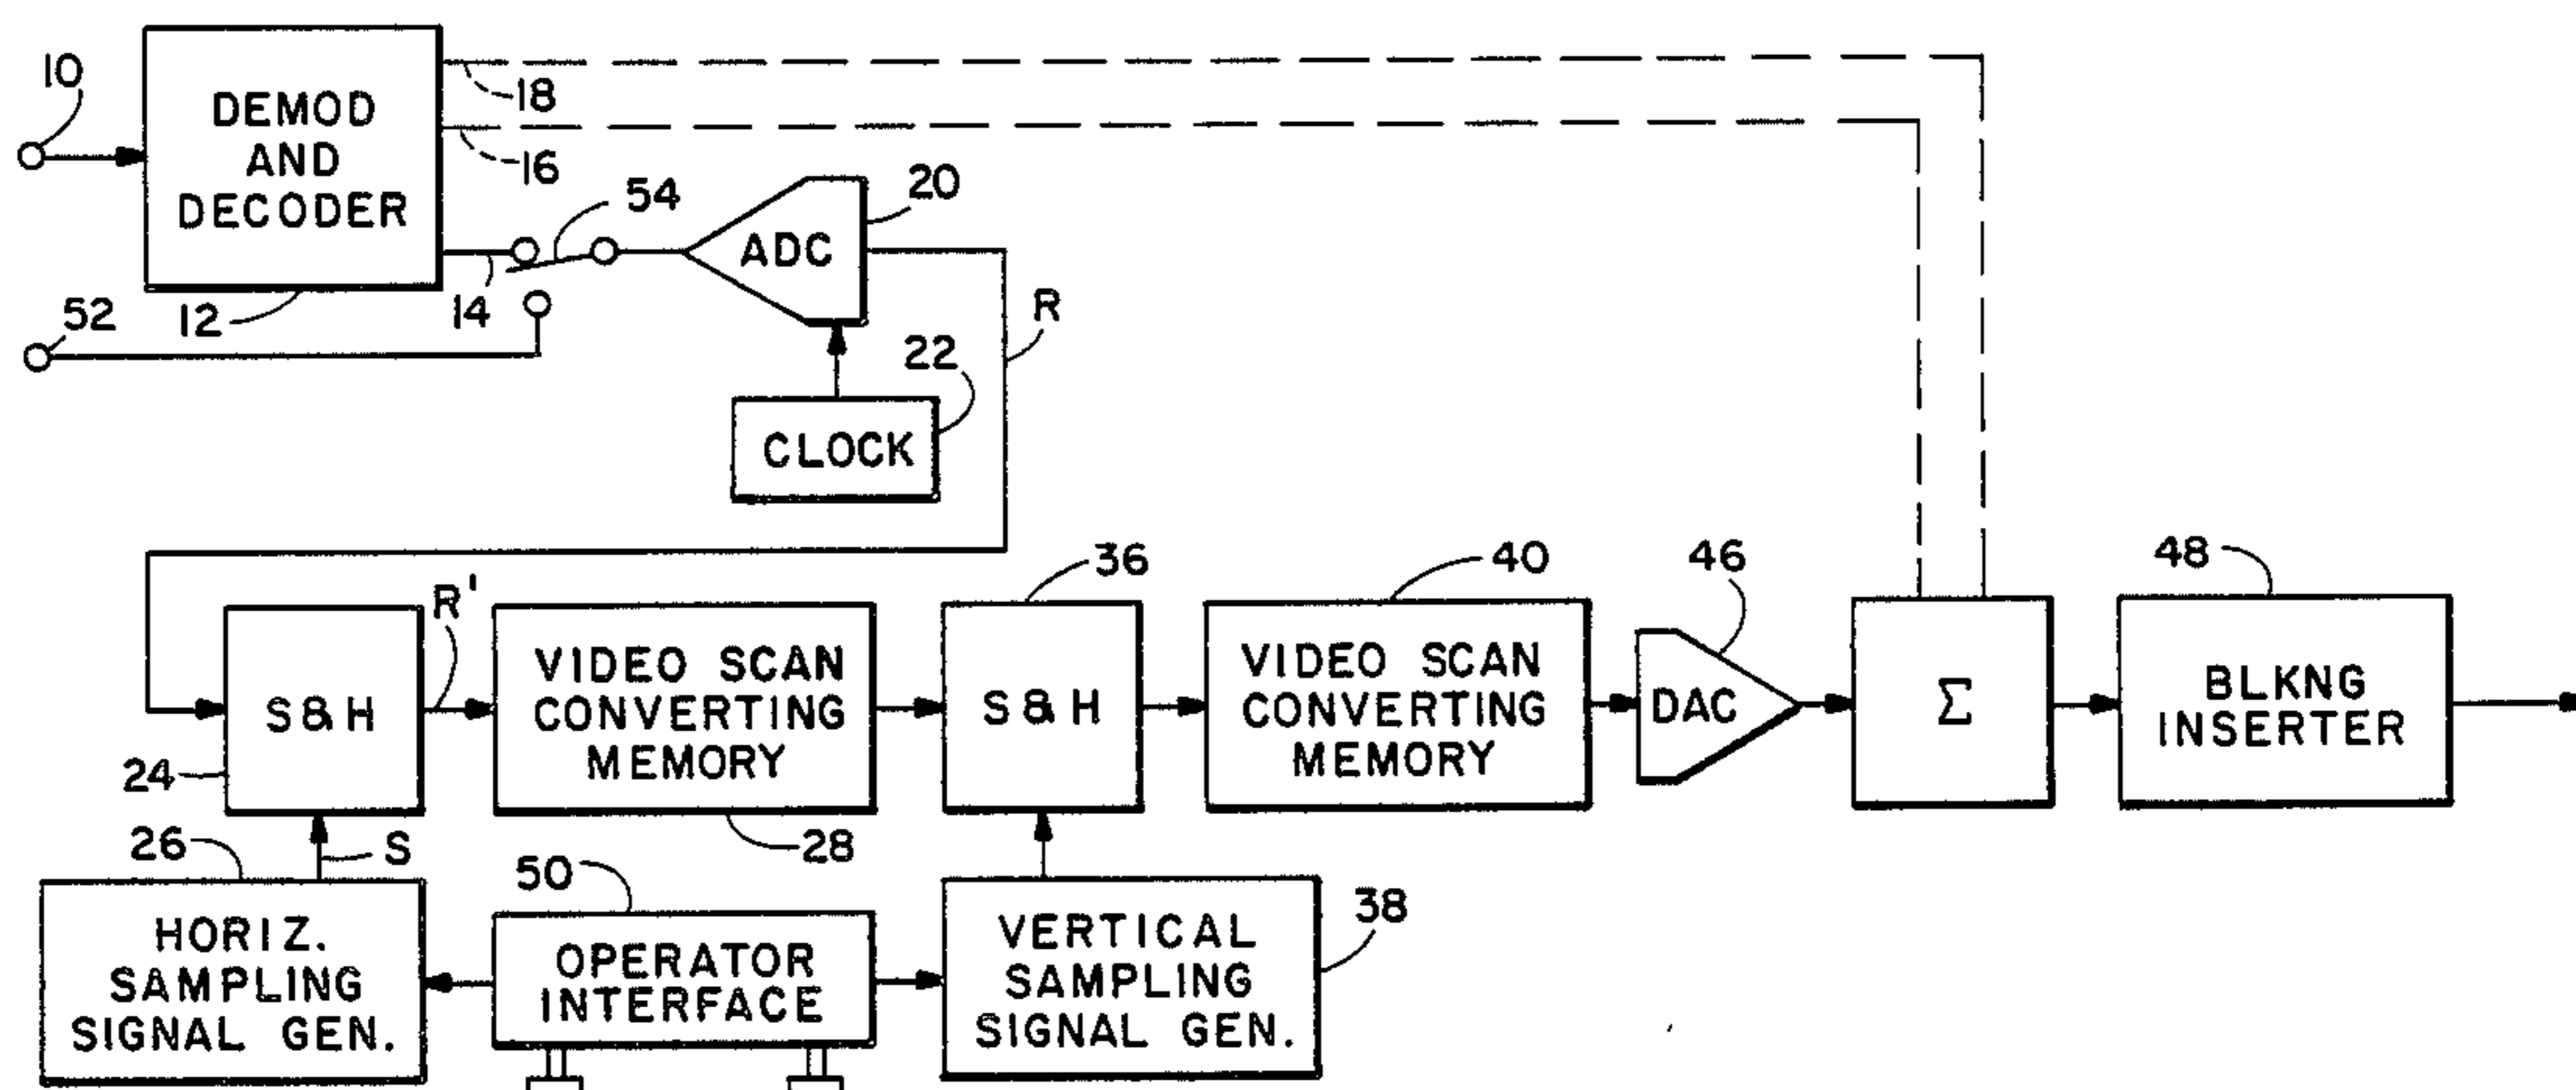 10
DEMOD
AND
DECODER
18
16
54
20
ADC
14
12
52
R
22
CLOCK
36
40
46
48
R'
S&H
VIDEO SCAN
CONVERTING
MEMORY
S&H
VIDEO SCAN
CONVERTING
MEMORY
DAC
Σ
BLKNG
INSERTER
24
26
S
28
50
38
HORIZ.
SAMPLING
SIGNAL GEN.
OPERATOR
INTERFACE
VERTICAL
SAMPLING
SIGNAL GEN.